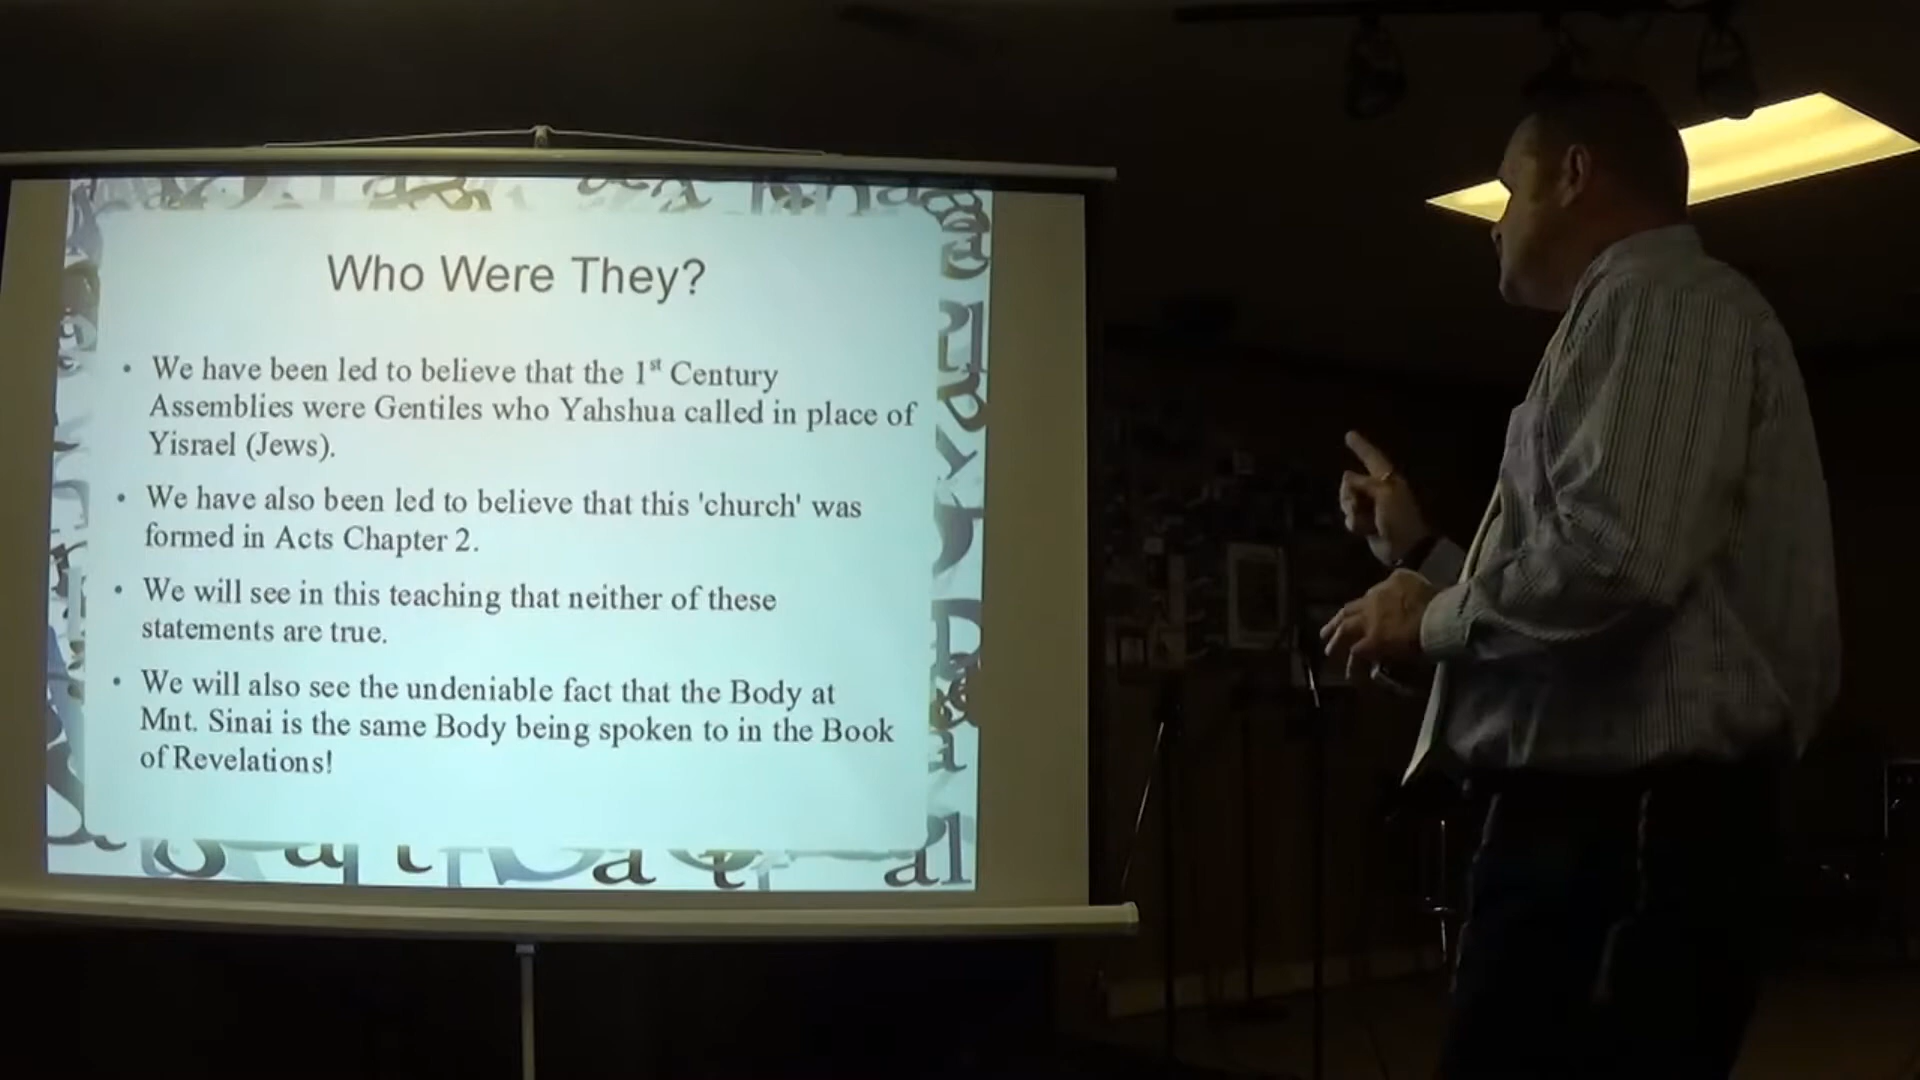 Who Were They?
• We have been led to believe that the 1st Century
Assemblies were Gentiles who Yahshua called in place of
Yisrael (Jews).
• We have also been led to believe that this 'church' was
formed in Acts Chapter 2.
• We will see in this teaching that neither of these
statements are true.
• We will also see the undeniable fact that the Body at
Mnt. Sinai is the same Body being spoken to in the Book
of Revelations!